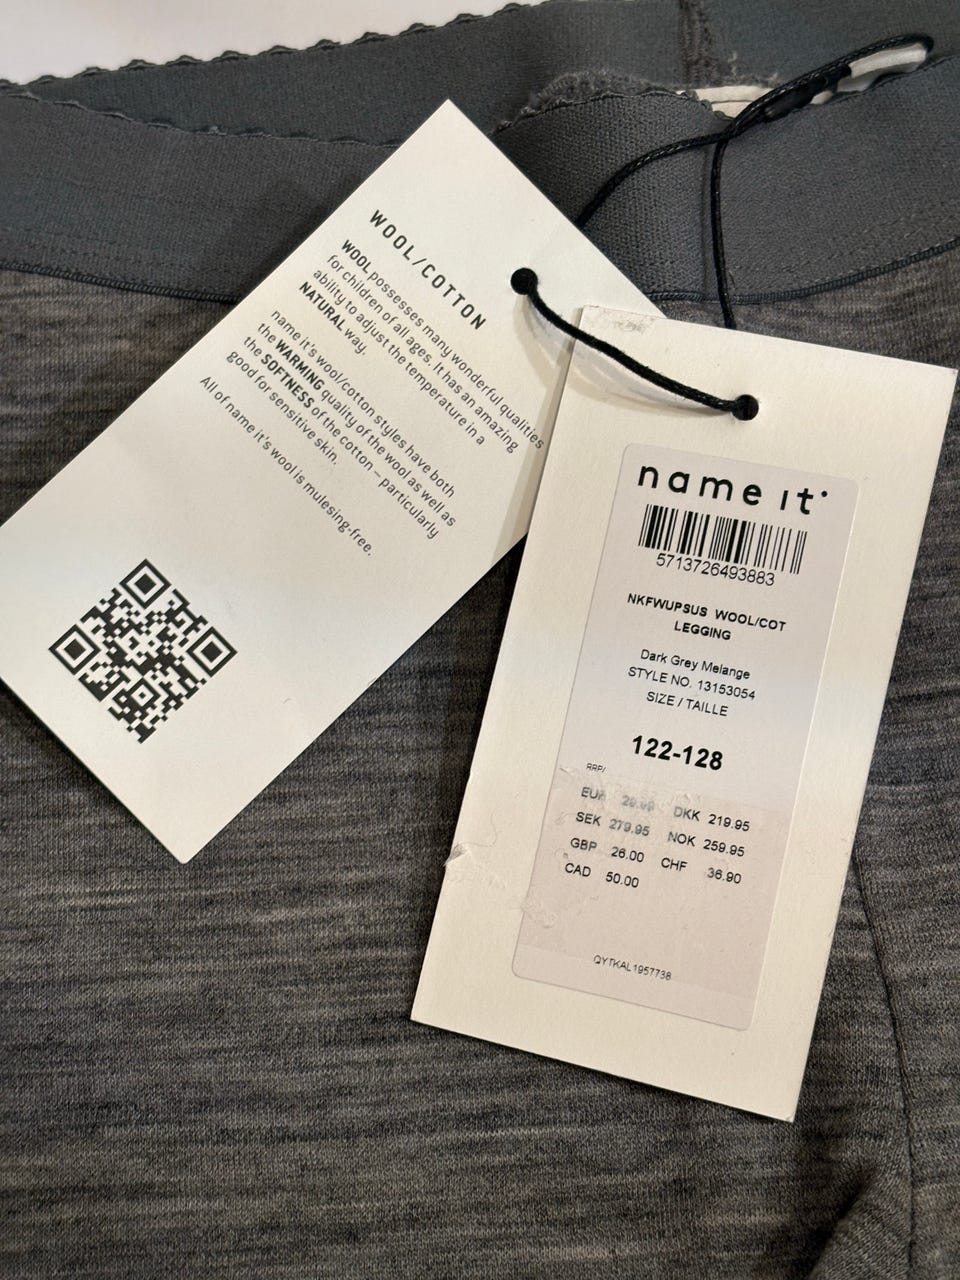 WOOL/COTTON
WOOL possesses many wonderful qualities
for children of all ages. It has an amazing
ability to adjust the temperature in a
NATURAL way.
name it's wool/cotton styles have both
the WARMING quality of the wool as well as
the SOFTNESS of the cotton – particularly
good for sensitive skin.
All of name it's wool is mulesing-free.
name it
5713726493883
NKFWUPSUS WOOL/COT
LEGGING
Dark Grey Melange
STYLE NO. 13153054
SIZE / TAILLE
122-128
RRP/
EUR 29.99 DKK 219.95
SEK 279.95 NOK 259.95
GBP 26.00 CHF 36.90
CAD 50.00
QYTKAL1957738